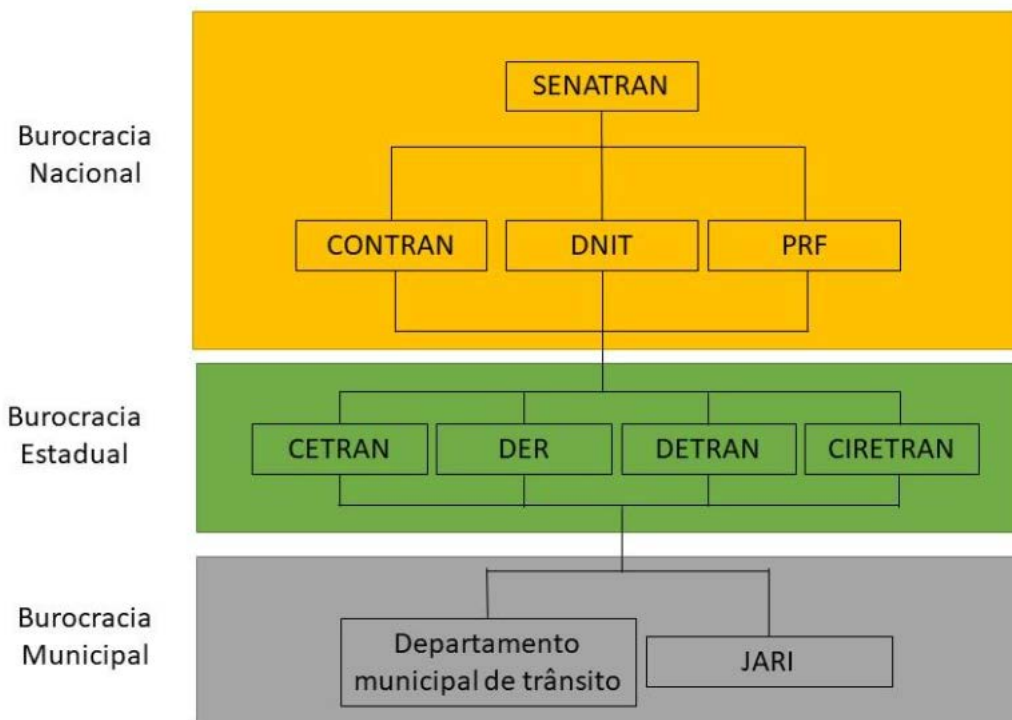 Burocracia
Nacional
SENATRAN
CONTRAN
DNIT
PRF
Burocracia
Estadual
CETRAN
DER
DETRAN
CIRETRAN
Burocracia
Municipal
Departamento
municipal de trânsito
JARI